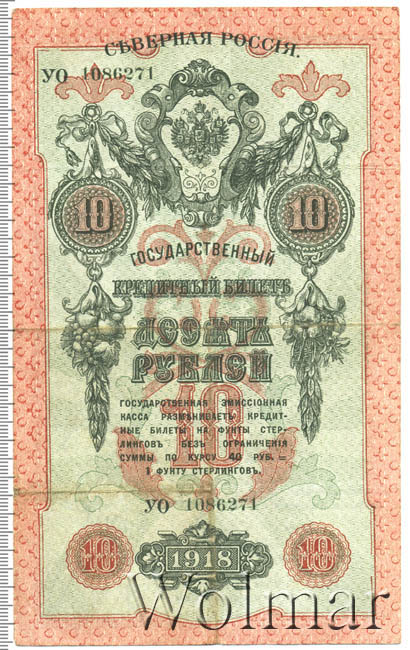 СѢВЕРНАЯ РОССІЯ.
УО 1086271
10 10
ГОСУДАРСТВЕННЫЙ
КРЕДИТНЫЙ БИЛЕТЪ
ДЕСЯТЬ
РУБЛЕЙ
10
ГОСУДАРСТВЕННАЯ ЭМИССІОННАЯ
КАССА РАЗМѢНИВАЕТЪ КРЕДИТ-
НЫЕ БИЛЕТЫ НА ФУНТЫ СТЕР-
ЛИНГОВЪ БЕЗЪ ОГРАНИЧЕНІЯ
СУММЫ ПО КУРСУ 40 РУБ. =
1 ФУНТУ СТЕРЛИНГОВЪ.
УО 1086271
10 1918 10
Wolmar